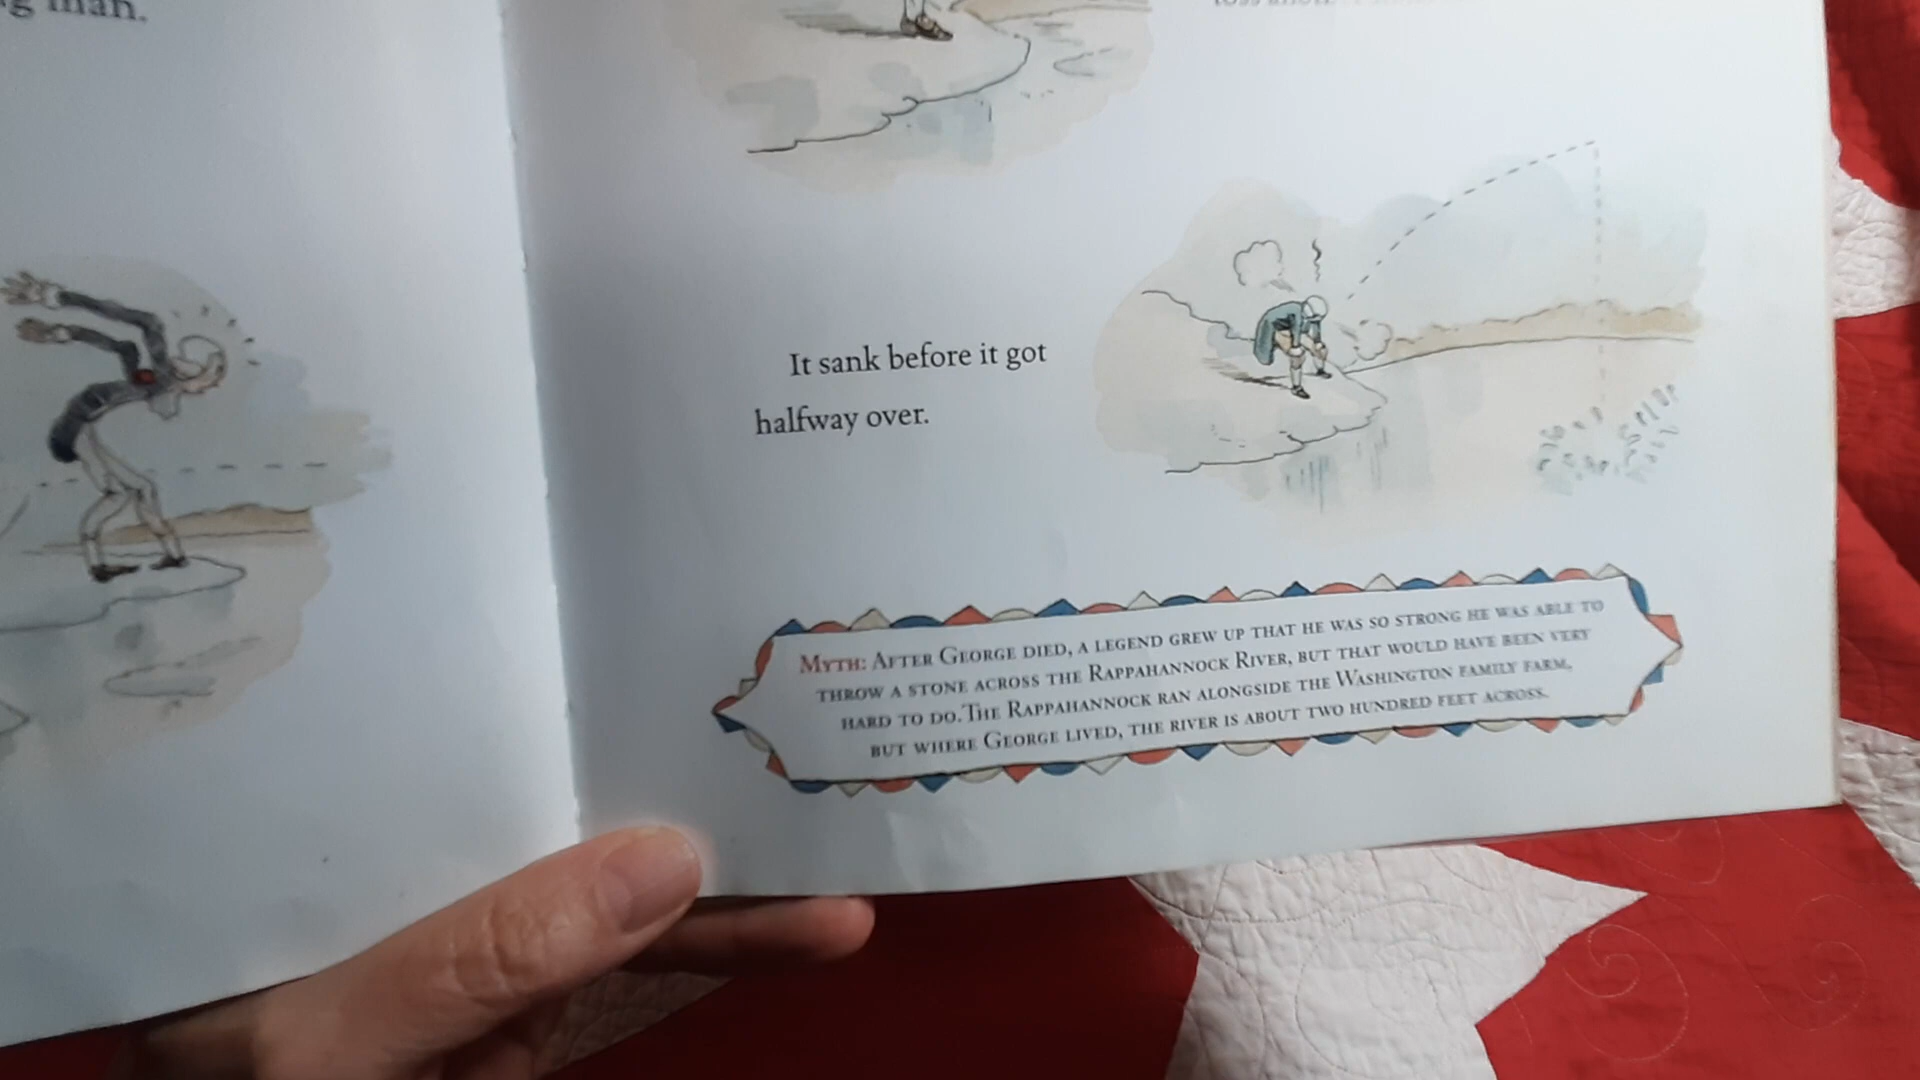 g man.
It sank before it got
halfway over.
MYTH: AFTER GEORGE DIED, A LEGEND GREW UP THAT HE WAS SO STRONG HE WAS ABLE TO
THROW A STONE ACROSS THE RAPPAHANNOCK RIVER, BUT THAT WOULD HAVE BEEN VERY
HARD TO DO. THE RAPPAHANNOCK RAN ALONGSIDE THE WASHINGTON FAMILY FARM,
BUT WHERE GEORGE LIVED, THE RIVER IS ABOUT TWO HUNDRED FEET ACROSS.